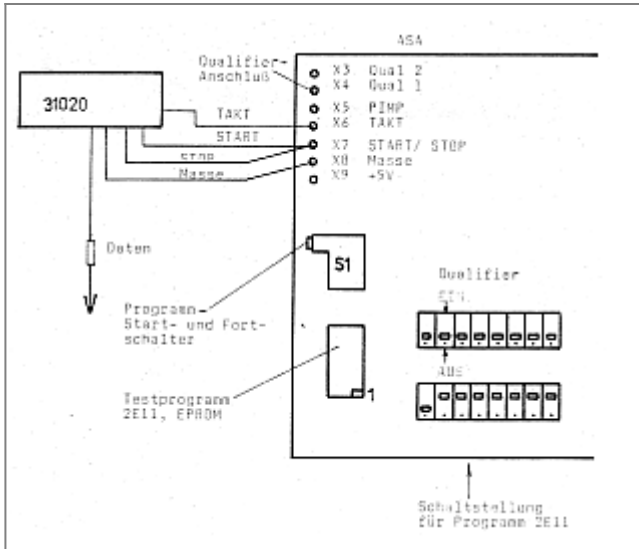 ASA
Qualifier-
Anschluß
X3 Qual 2
X4 Qual 1
X5 PIMP
X6 TAKT
X7 START/ STOP
X8 Masse
X9 +5V
31020
TAKT
START
STOP
Masse
Daten
S1
Programm-
Start- und Fort-
schalter
Qualifier
EIN
AUS
Testprogramm
2E11, EPROM
1
Schaltstellung
für Programm 2E11